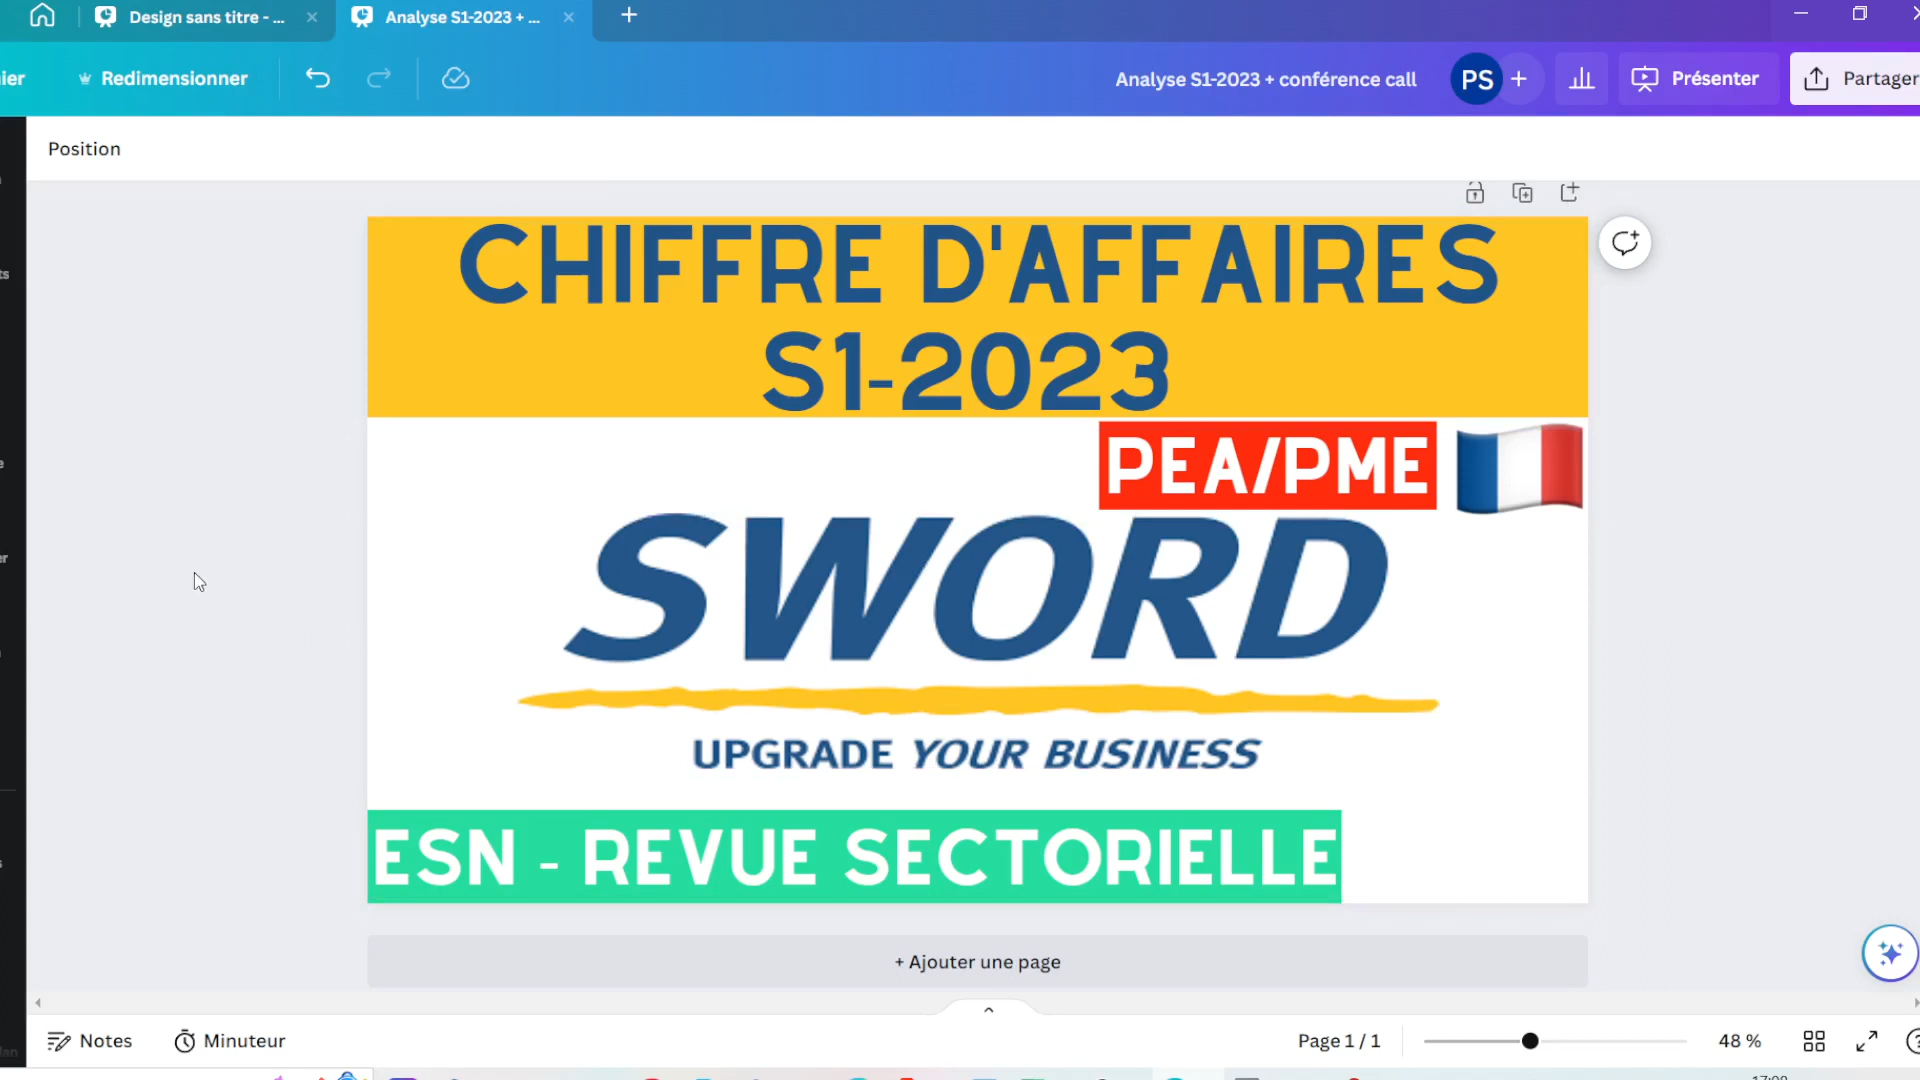 Design sans titre - ...
Analyse S1-2023 + ...
ier
Redimensionner
Analyse S1-2023 + conférence call
PS
Présenter
Partager
Position
CHIFFRE D'AFFAIRES
S1-2023
PEA/PME
SWORD
UPGRADE YOUR BUSINESS
ESN - REVUE SECTORIELLE
+ Ajouter une page
Notes
Minuteur
Page 1 / 1
48 %